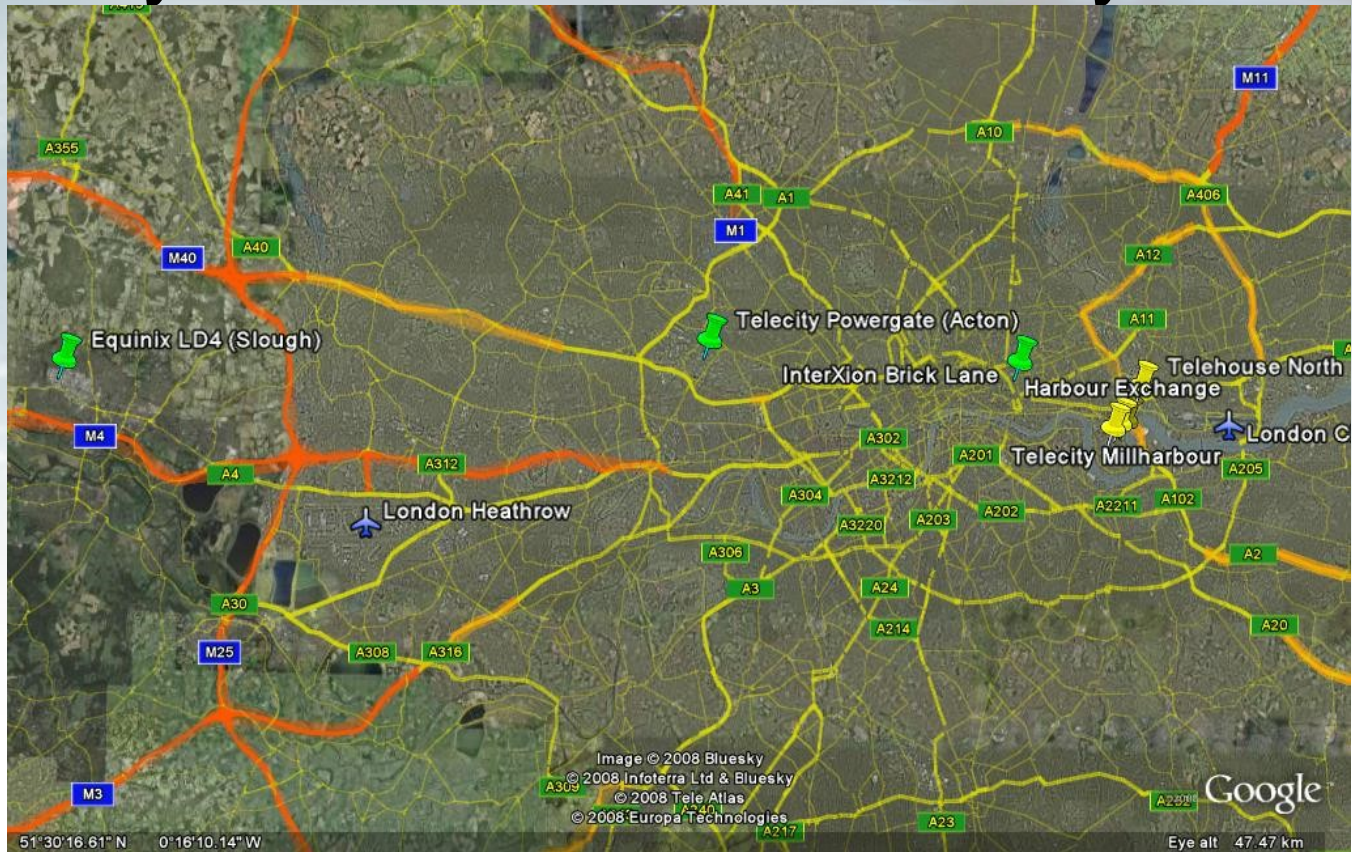 M11
A10
A355
A41
A1
A406
M1
A40
M40
A12
A11
Telecity Powergate (Acton)
Equinix LD4 (Slough)
Telehouse North
InterXion Brick Lane
Harbour Exchange
M4
A302
London C
A201
Telecity Millharbour
A312
A4
A205
A3212
A304
A102
A2211
London Heathrow
A202
A203
A3220
A306
A2
A3
A24
A30
A20
A214
M25
A308
A316
Image © 2008 Bluesky
© 2008 Infoterra Ltd & Bluesky
A309
M3
© 2008 Tele Atlas
Google
© 2008 Europa Technologies
A23
A217
51°30'16.61" N 0°16'10.14" W
Eye alt 47.47 km